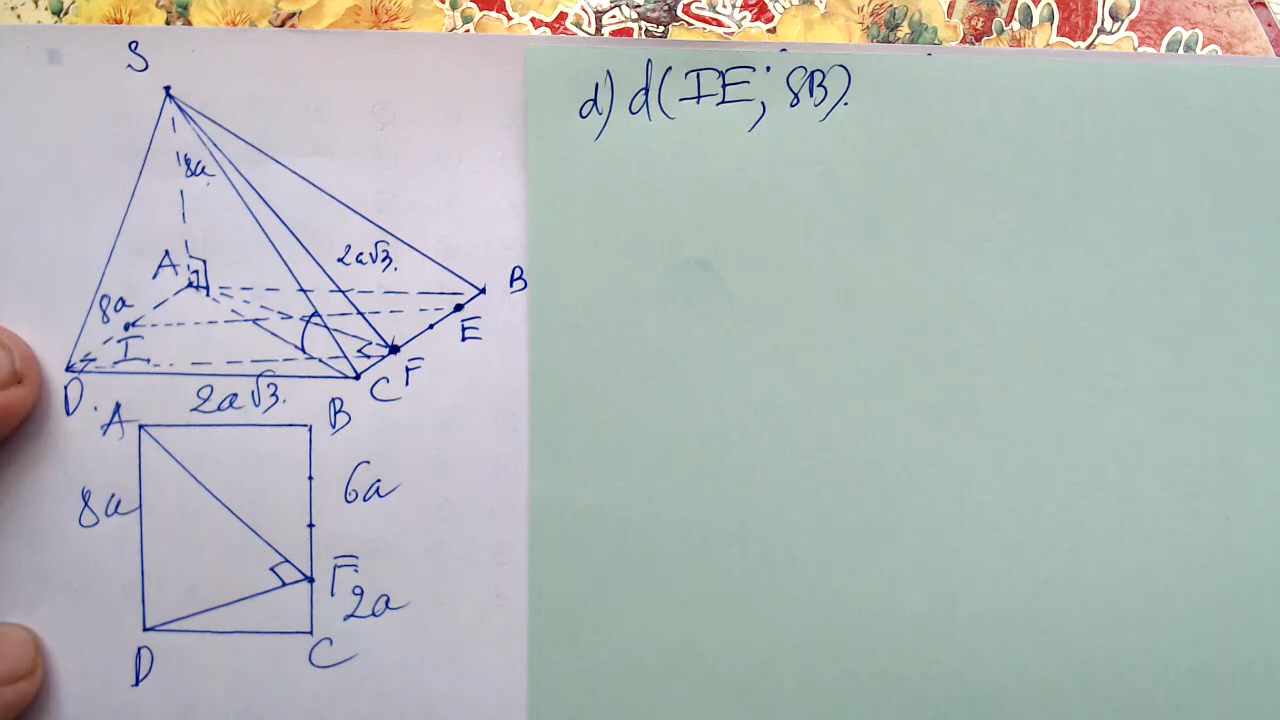 S
8a
A
2a√3.
B
8a
I
E
F
D.
C
2a√3.
A
B
8a
6a
F
2a
D
C
d) d(IE; SB).